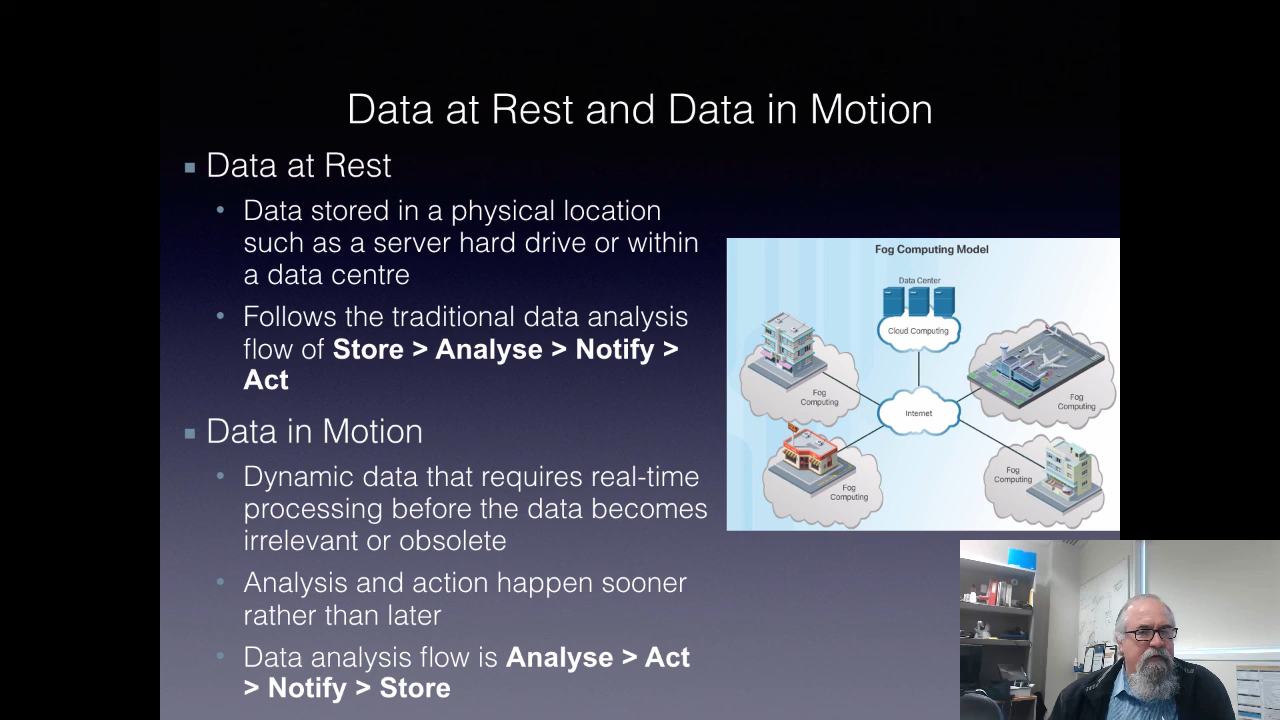 Data at Rest and Data in Motion
Data at Rest
Data stored in a physical location
such as a server hard drive or within
a data centre
Follows the traditional data analysis
flow of Store > Analyse > Notify >
Act
Data in Motion
Dynamic data that requires real-time
processing before the data becomes
irrelevant or obsolete
Analysis and action happen sooner
rather than later
Data analysis flow is Analyse > Act
> Notify > Store
Fog Computing Model
Data Center
Cloud Computing
Fog
Computing
Internet
Fog
Computing
Fog
Computing
Fog
Computing